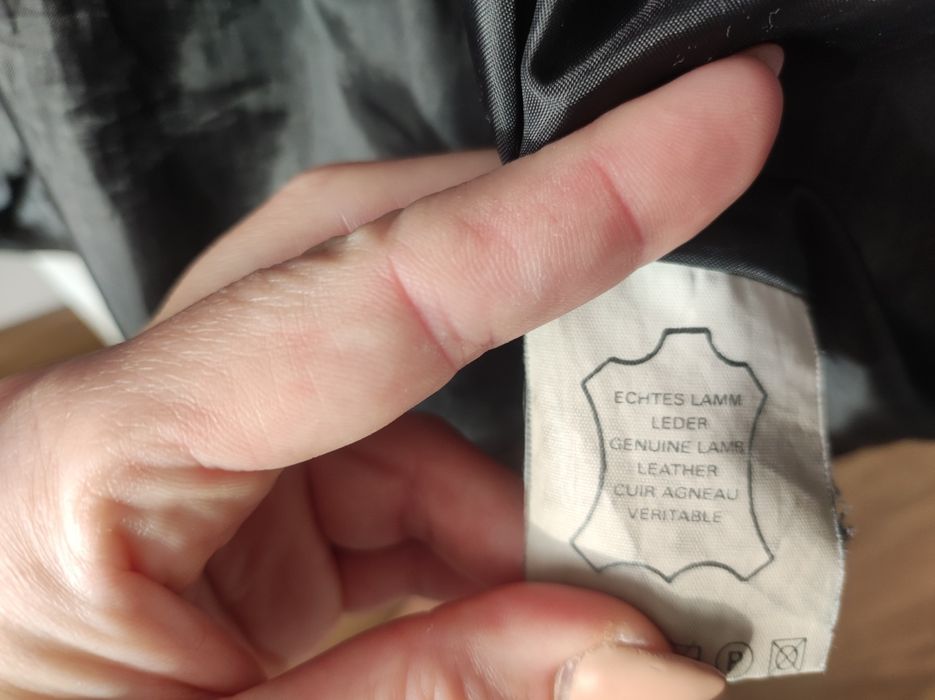 ECHTES LAMM
LEDER
GENUINE LAMB
LEATHER
CUIR AGNEAU
VERITABLE
P